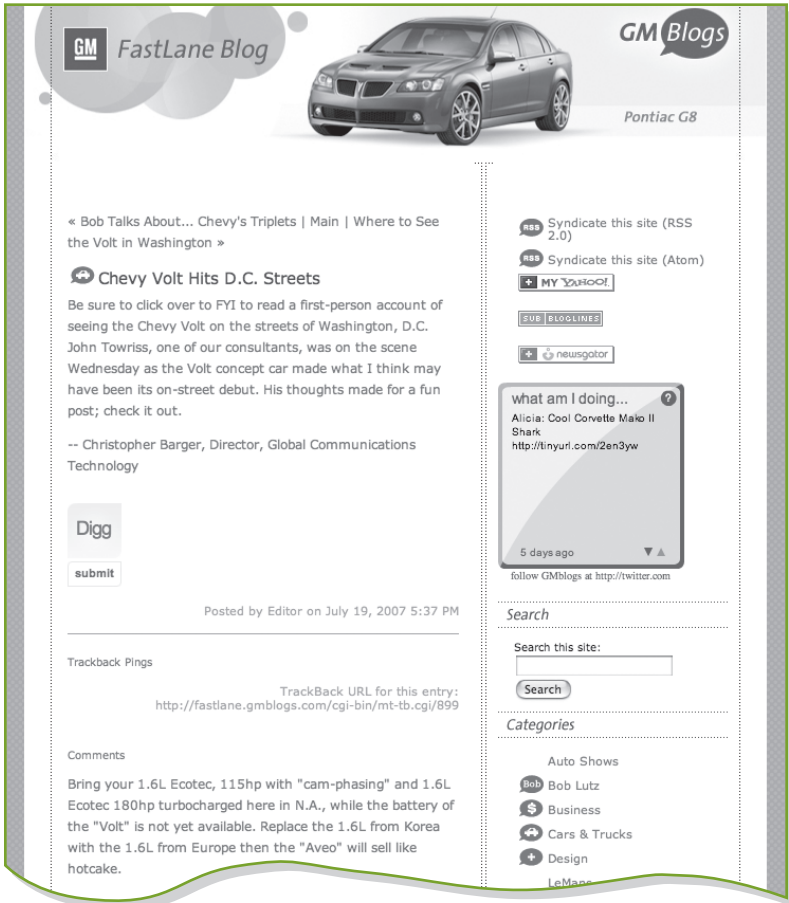 GM
FastLane Blog
GM Blogs
Pontiac G8
« Bob Talks About... Chevy's Triplets | Main | Where to See
the Volt in Washington »
Chevy Volt Hits D.C. Streets
Be sure to click over to FYI to read a first-person account of
seeing the Chevy Volt on the streets of Washington, D.C.
John Towriss, one of our consultants, was on the scene
Wednesday as the Volt concept car made what I think may
have been its on-street debut. His thoughts made for a fun
post; check it out.
-- Christopher Barger, Director, Global Communications
Technology
Digg
submit
Posted by Editor on July 19, 2007 5:37 PM
Trackback Pings
TrackBack URL for this entry:
http://fastlane.gmblogs.com/cgi-bin/mt-tb.cgi/899
Comments
Bring your 1.6L Ecotec, 115hp with "cam-phasing" and 1.6L
Ecotec 180hp turbocharged here in N.A., while the battery of
the "Volt" is not yet available. Replace the 1.6L from Korea
with the 1.6L from Europe then the "Aveo" will sell like
hotcake.
RSS Syndicate this site (RSS
2.0)
RSS Syndicate this site (Atom)
+ MY YAHOO!
SUB BLOGLINES
+ newsgator
what am I doing... ?
Alicia: Cool Corvette Mako II
Shark
http://tinyurl.com/2en3yw
5 days ago
follow GMblogs at http://twitter.com
Search
Search this site:
Search
Categories
Auto Shows
Bob Bob Lutz
$ Business
Cars & Trucks
+ Design
LeMans